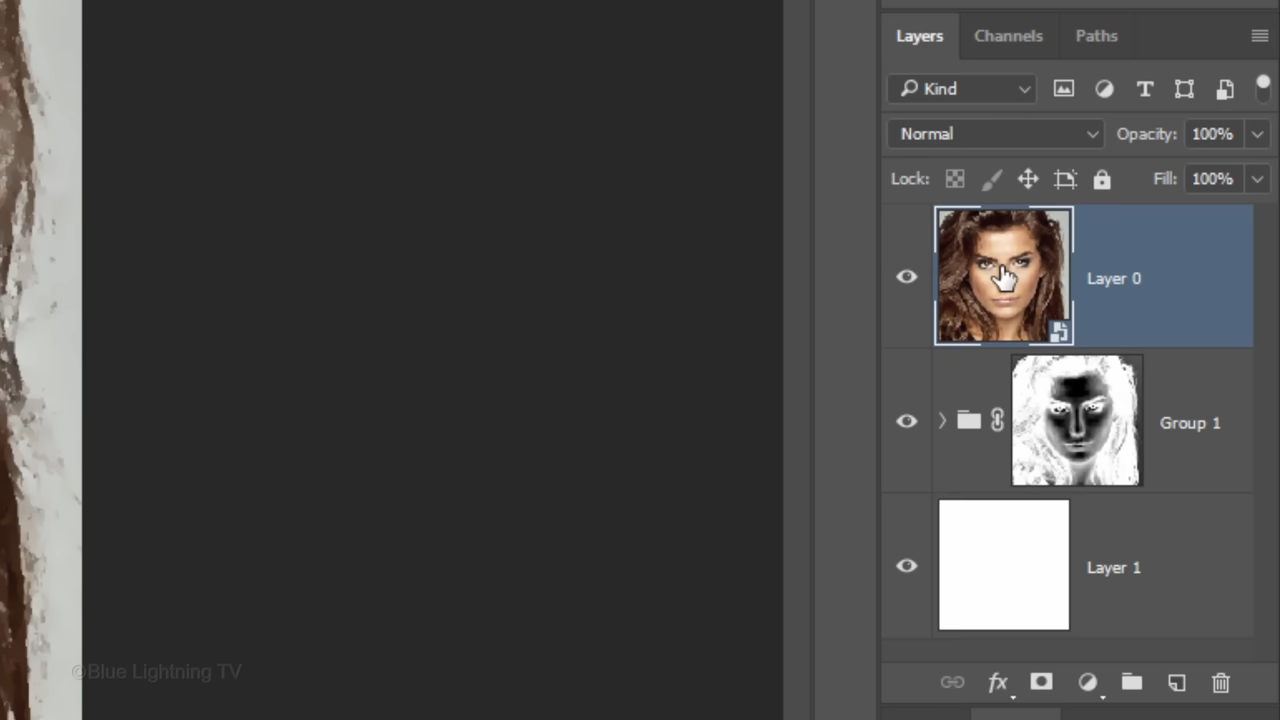 Layers Channels Paths
Kind
Normal Opacity: 100%
Lock: Fill: 100%
Layer 0
Group 1
Layer 1
©Blue Lightning TV
fx